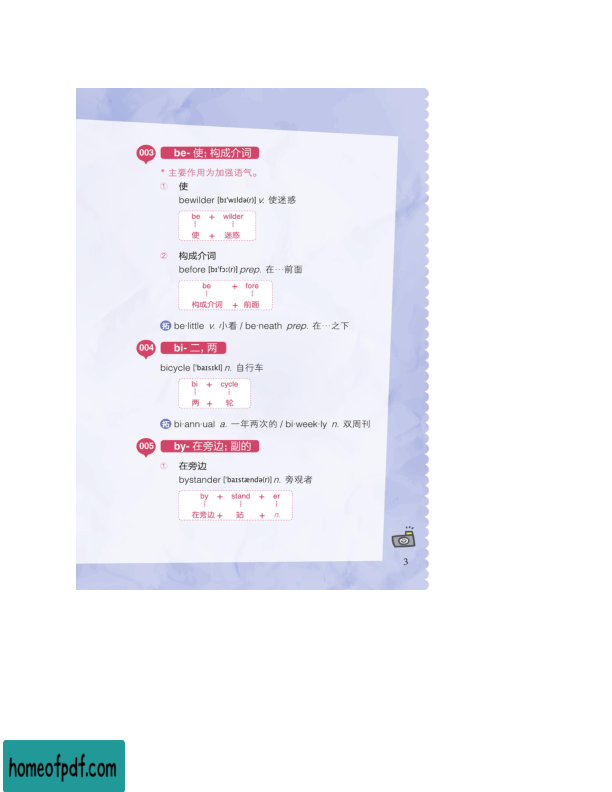 003 be- 使; 构成介词
* 主要作用为加强语气。
① 使
bewilder [bɪ'wɪldə(r)] v. 使迷惑
be + wilder
使 + 迷惑
② 构成介词
before [bɪ'fɔː(r)] prep. 在…前面
be + fore
构成介词 + 前面
拓 be·little v. 小看 / be·neath prep. 在…之下
004 bi- 二, 两
bicycle ['baɪsɪkl] n. 自行车
bi + cycle
两 + 轮
拓 bi·ann·ual a. 一年两次的 / bi·week·ly n. 双周刊
005 by- 在旁边; 副的
① 在旁边
bystander ['baɪstændə(r)] n. 旁观者
by + stand + er
在旁边 + 站 + n.
3
homeofpdf.com